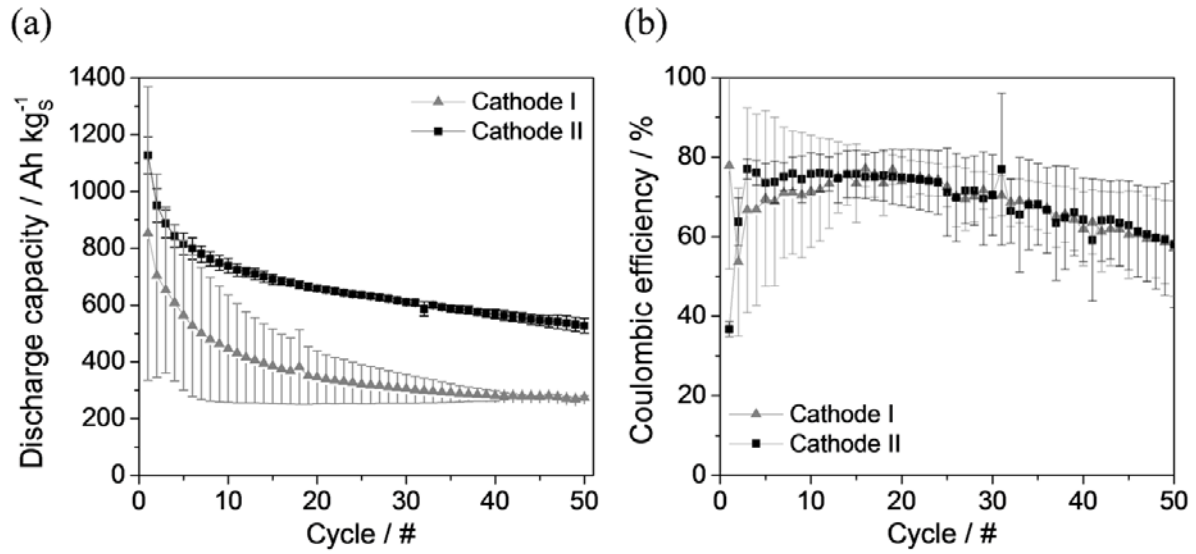 (a)
Discharge capacity / Ah kgₛ⁻¹
1400
1200
1000
800
600
400
200
0
Cathode I
Cathode II
0 10 20 30 40 50
Cycle / #
(b)
Coulombic efficiency / %
100
80
60
40
20
0
Cathode I
Cathode II
0 10 20 30 40 50
Cycle / #